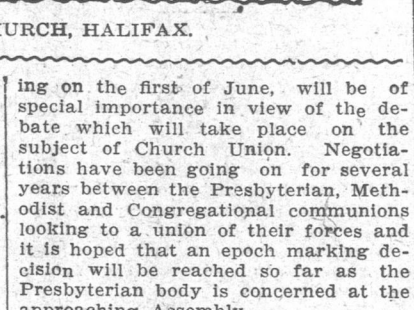 URCH, HALIFAX.
ing on the first of June, will be of
special importance in view of the de-
bate which will take place on the
subject of Church Union. Negotia-
tions have been going on for several
years between the Presbyterian, Meth-
odist and Congregational communions
looking to a union of their forces and
it is hoped that an epoch marking de-
cision will be reached so far as the
Presbyterian body is concerned at the
approaching Assembly